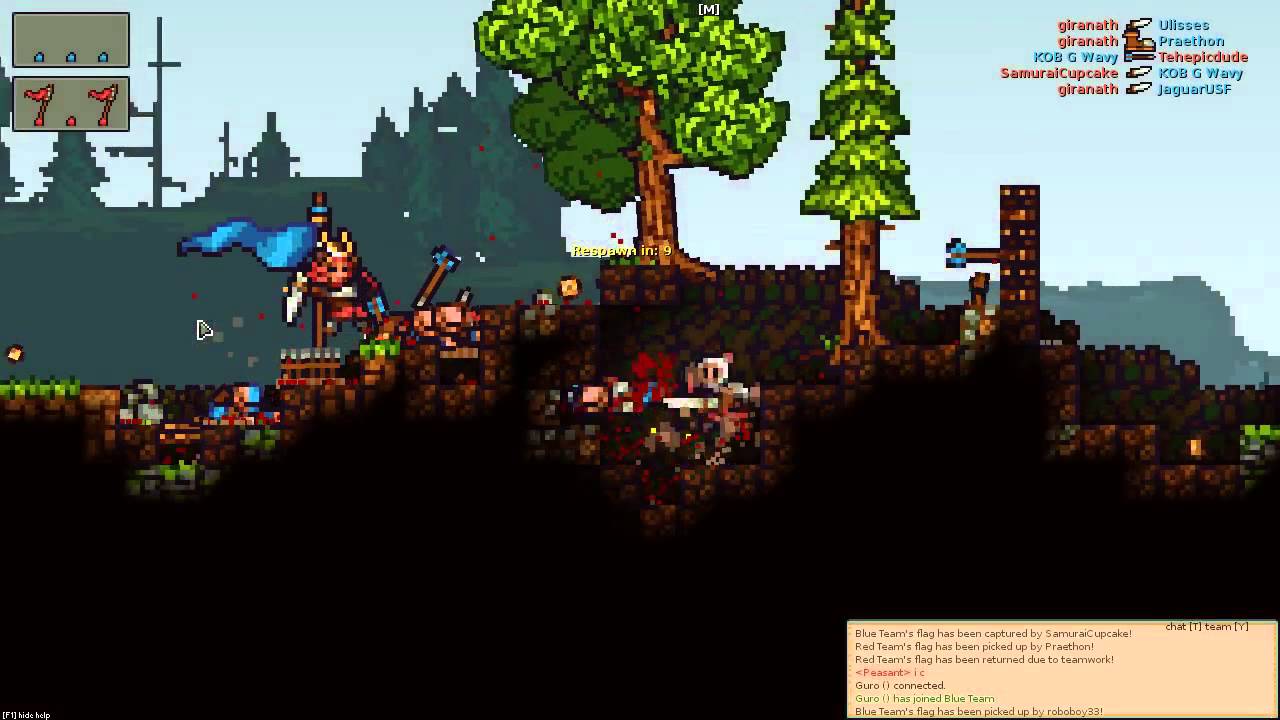 [M]
giranath Ulisses
giranath Praethon
KOB G Wavy Tehepicdude
SamuraiCupcake KOB G Wavy
giranath JaguarUSF
Respawn in: 9
chat [T] team [Y]
Blue Team's flag has been captured by SamuraiCupcake!
Red Team's flag has been picked up by Praethon!
Red Team's flag has been returned due to teamwork!
<Peasant> i c
Guro () connected.
Guro () has joined Blue Team
Blue Team's flag has been picked up by roboboy33!
[F1] hide help